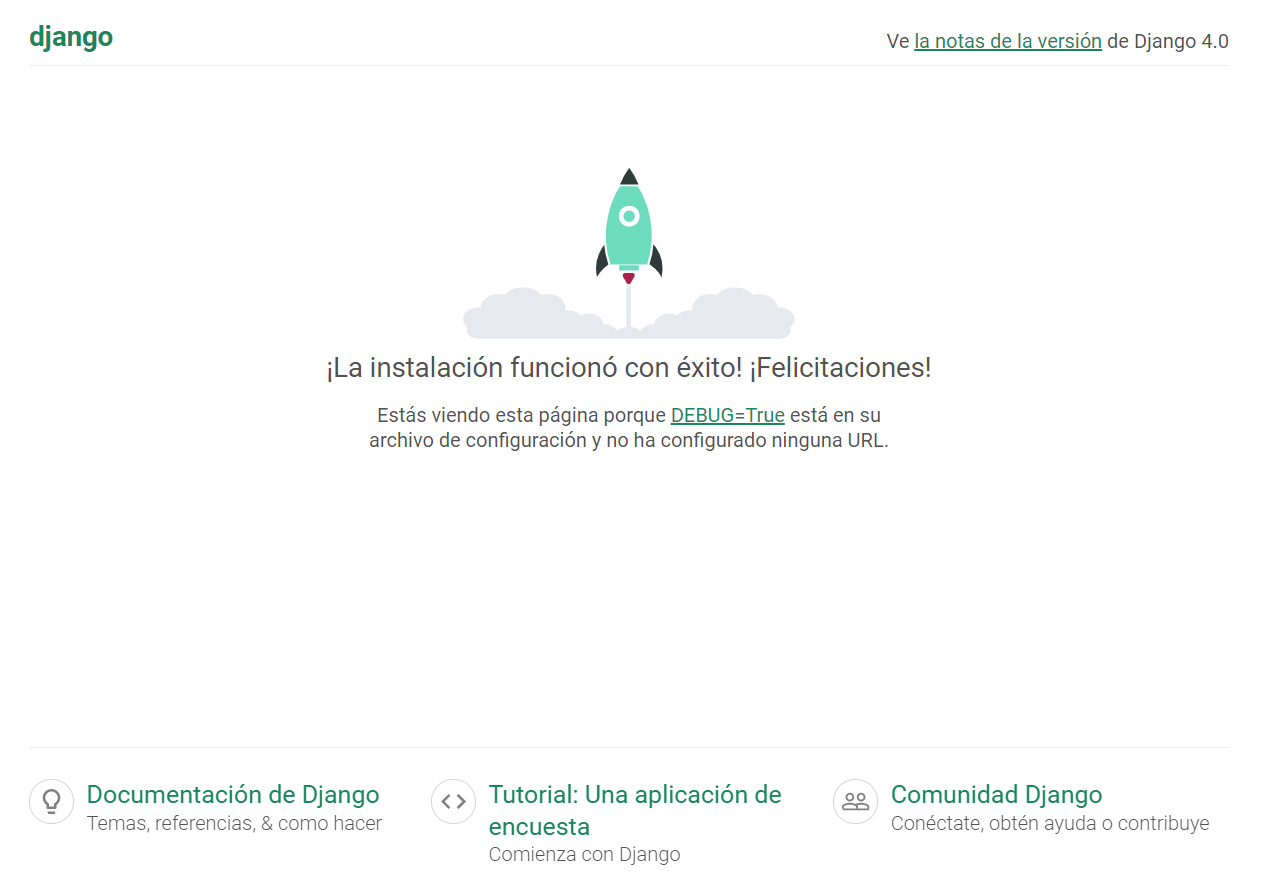 django
Ve la notas de la versión de Django 4.0
¡La instalación funcionó con éxito! ¡Felicitaciones!
Estás viendo esta página porque DEBUG=True está en su
archivo de configuración y no ha configurado ninguna URL.
Documentación de Django
Temas, referencias, & como hacer
Tutorial: Una aplicación de
encuesta
Comienza con Django
Comunidad Django
Conéctate, obtén ayuda o contribuye